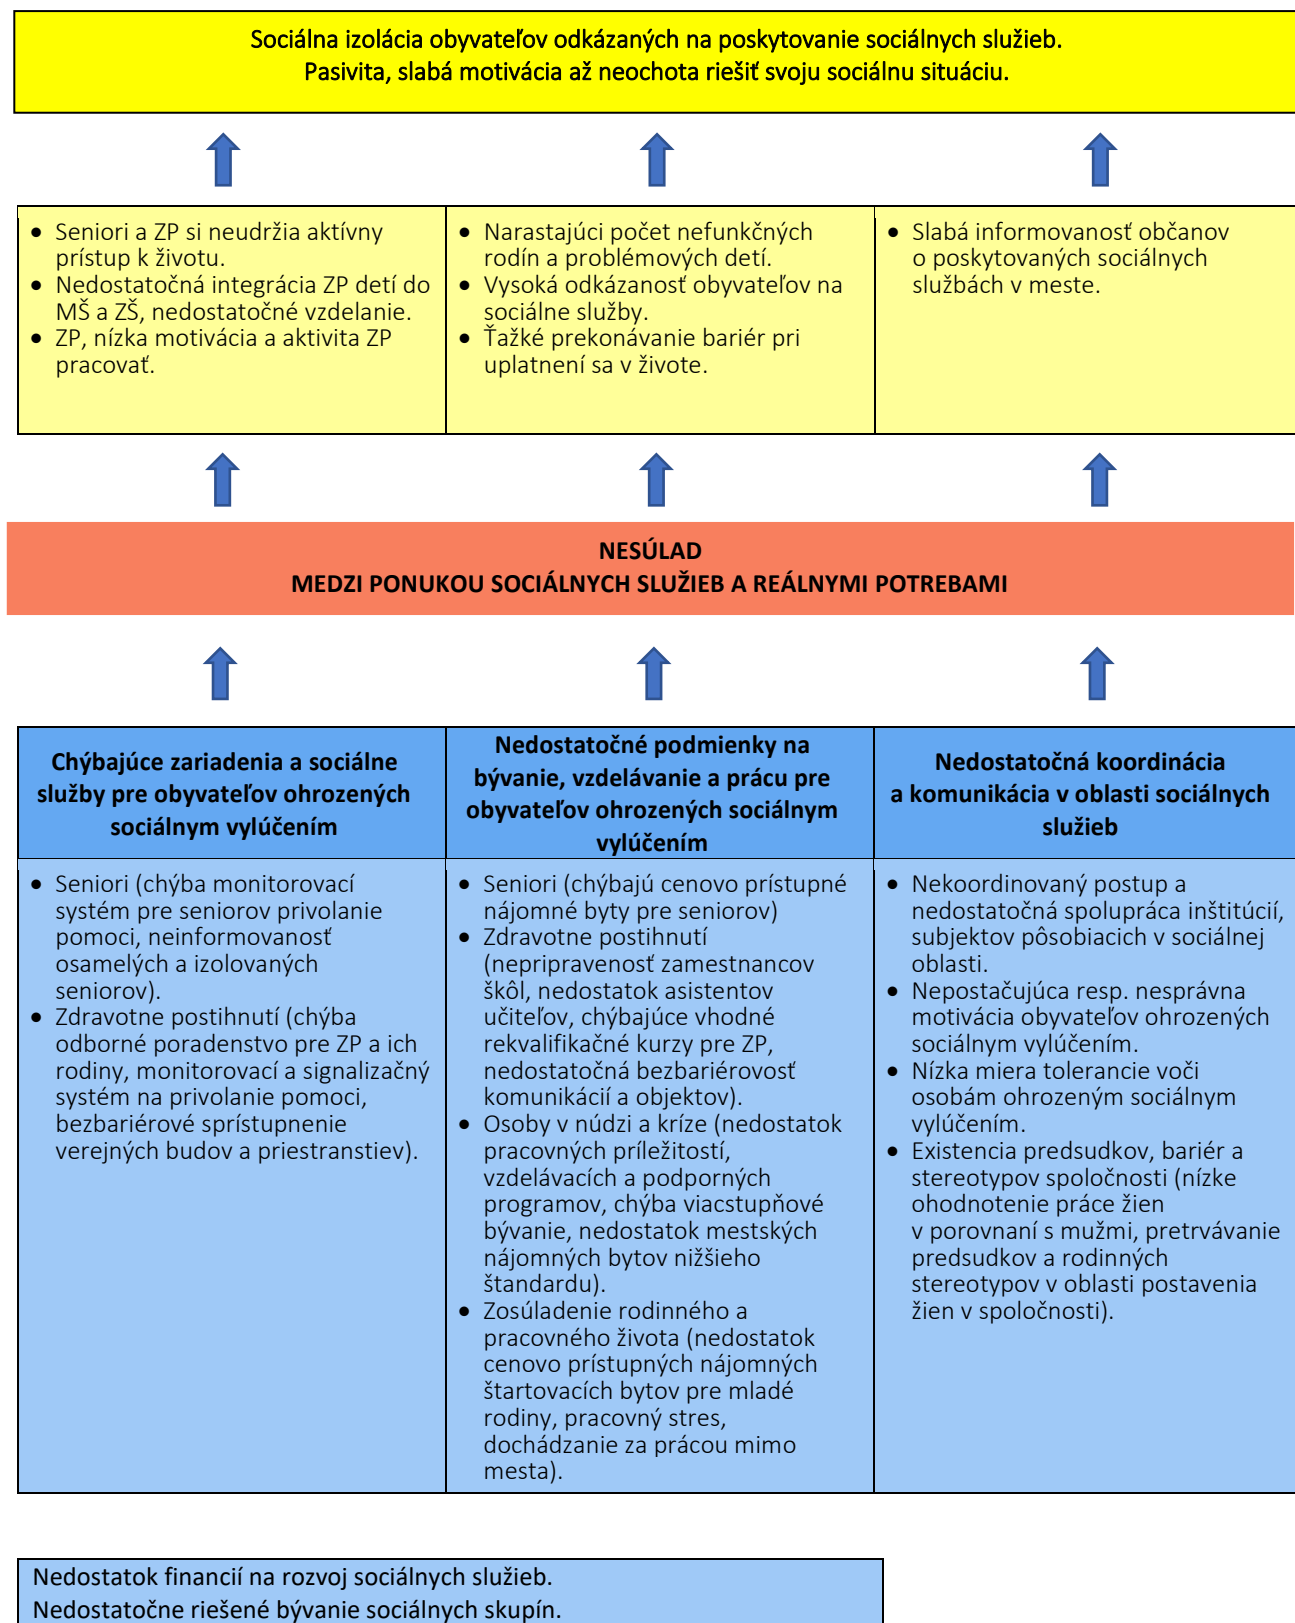 Sociálna izolácia obyvateľov odkázaných na poskytovanie sociálnych služieb.
Pasivita, slabá motivácia až neochota riešiť svoju sociálnu situáciu.
• Seniori a ZP si neudržia aktívny
prístup k životu.
• Nedostatočná integrácia ZP detí do
MŠ a ZŠ, nedostatočné vzdelanie.
• ZP, nízka motivácia a aktivita ZP
pracovať.
• Narastajúci počet nefunkčných
rodín a problémových detí.
• Vysoká odkázanosť obyvateľov na
sociálne služby.
• Ťažké prekonávanie bariér pri
uplatnení sa v živote.
• Slabá informovanosť občanov
o poskytovaných sociálnych
službách v meste.
NESÚLAD
MEDZI PONUKOU SOCIÁLNYCH SLUŽIEB A REÁLNYMI POTREBAMI
Chýbajúce zariadenia a sociálne
služby pre obyvateľov ohrozených
sociálnym vylúčením
Nedostatočné podmienky na
bývanie, vzdelávanie a prácu pre
obyvateľov ohrozených sociálnym
vylúčením
Nedostatočná koordinácia
a komunikácia v oblasti sociálnych
služieb
• Seniori (chýba monitorovací
systém pre seniorov privolanie
pomoci, neinformovanosť
osamelých a izolovaných
seniorov).
• Zdravotne postihnutí (chýba
odborné poradenstvo pre ZP a ich
rodiny, monitorovací a signalizačný
systém na privolanie pomoci,
bezbariérové sprístupnenie
verejných budov a priestranstiev).
• Seniori (chýbajú cenovo prístupné
nájomné byty pre seniorov)
• Zdravotne postihnutí
(nepripravenosť zamestnancov
škôl, nedostatok asistentov
učiteľov, chýbajúce vhodné
rekvalifikačné kurzy pre ZP,
nedostatočná bezbariérovosť
komunikácií a objektov).
• Osoby v núdzi a kríze (nedostatok
pracovných príležitostí,
vzdelávacích a podporných
programov, chýba viacstupňové
bývanie, nedostatok mestských
nájomných bytov nižšieho
štandardu).
• Zosúladenie rodinného a
pracovného života (nedostatok
cenovo prístupných nájomných
štartovacích bytov pre mladé
rodiny, pracovný stres,
dochádzanie za prácou mimo
mesta).
• Nekoordinovaný postup a
nedostatočná spolupráca inštitúcií,
subjektov pôsobiacich v sociálnej
oblasti.
• Nepostačujúca resp. nesprávna
motivácia obyvateľov ohrozených
sociálnym vylúčením.
• Nízka miera tolerancie voči
osobám ohrozeným sociálnym
vylúčením.
• Existencia predsudkov, bariér a
stereotypov spoločnosti (nízke
ohodnotenie práce žien
v porovnaní s mužmi, pretrvávanie
predsudkov a rodinných
stereotypov v oblasti postavenia
žien v spoločnosti).
Nedostatok financií na rozvoj sociálnych služieb.
Nedostatočne riešené bývanie sociálnych skupín.